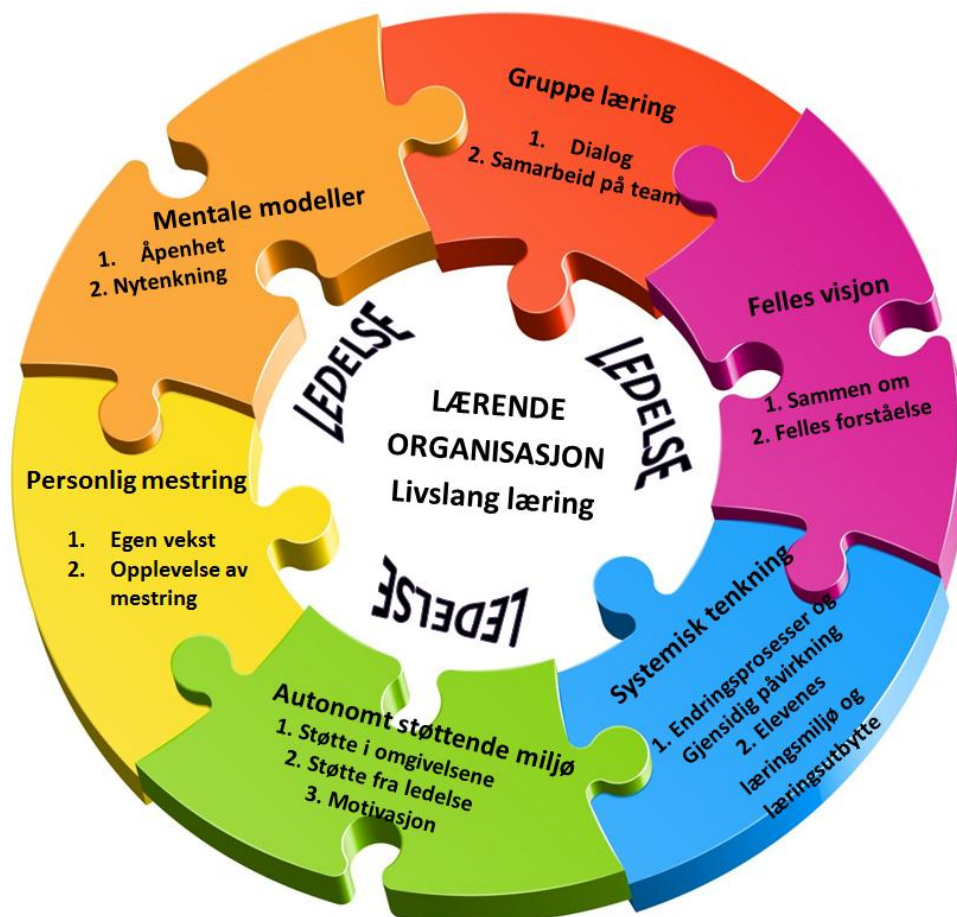 Gruppe læring
1. Dialog
2. Samarbeid på team
Mentale modeller
1. Åpenhet
2. Nytenkning
Felles visjon
1. Sammen om
2. Felles forståelse
LEDELSE
LEDELSE
LÆRENDE
ORGANISASJON
Livslang læring
LEDELSE
Personlig mestring
1. Egen vekst
2. Opplevelse av
mestring
Systemisk tenkning
1. Endringsprosesser og
Gjensidig påvirkning
2. Elevenes
læringsmiljø og
læringsutbytte
Autonomt støttende miljø
1. Støtte i omgivelsene
2. Støtte fra ledelse
3. Motivasjon